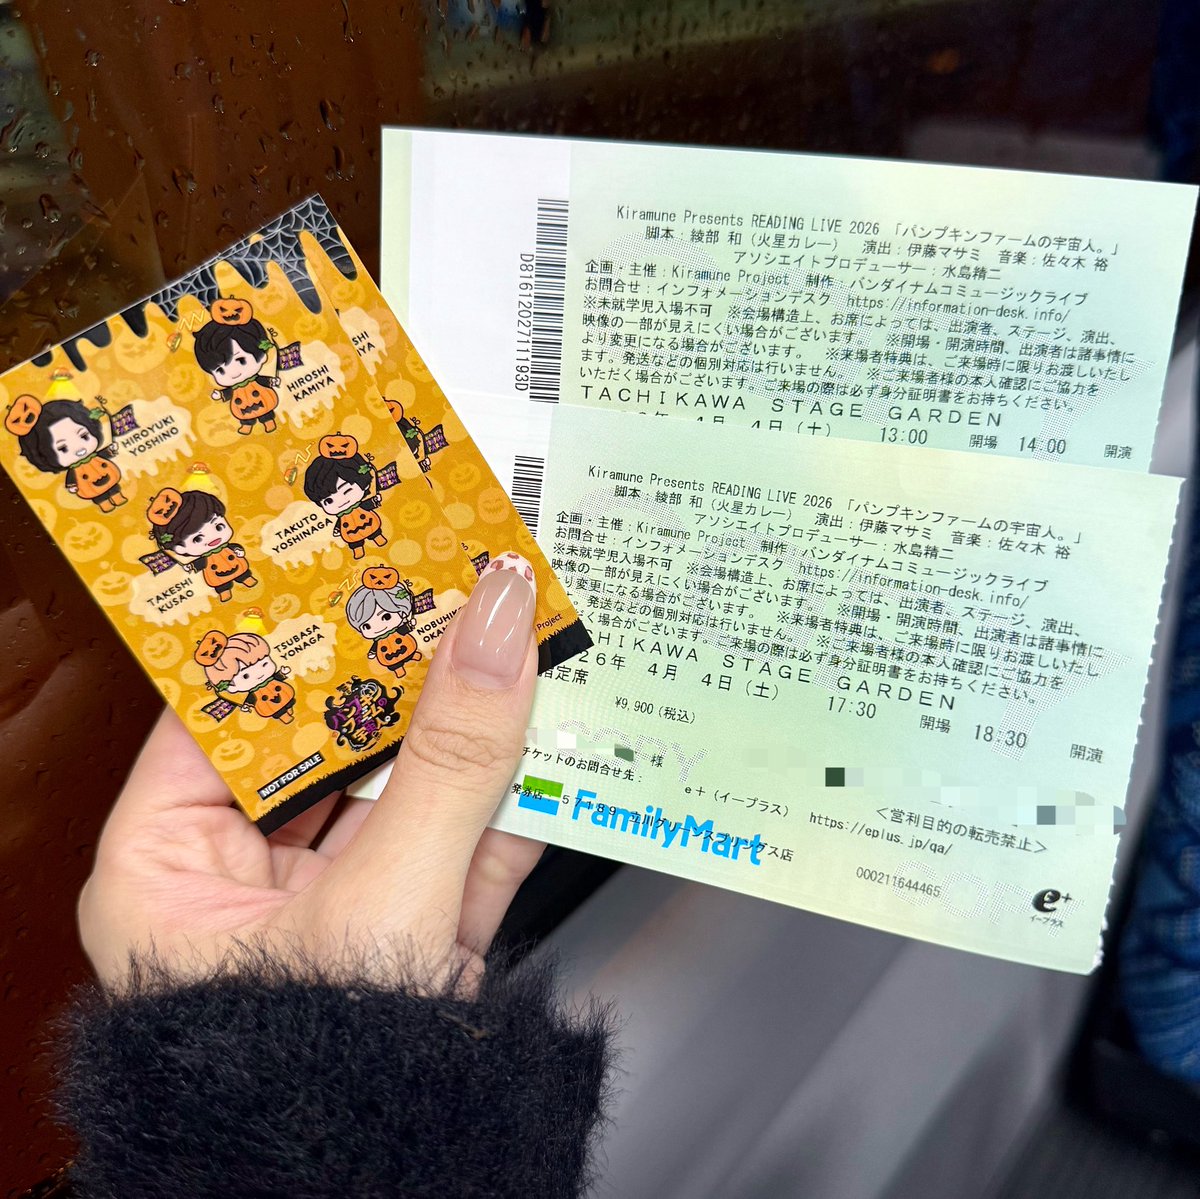 HIROSHI
KAMIYA
SHI
IYA
HIROYUKI
YOSHINO
TAKUTO
YOSHINAGA
TAKESHI
KUSAO
NOBUHIKO
OKA
TSUBASA
YONAGA
Project
NOT FOR SALE
D81612027111930
Kiramune Presents READING LIVE 2026 「パンプキンファームの宇宙人。」
脚本:綾部 和（火星カレー） 演出:伊藤マサミ 音楽:佐々木 裕
アソシエイトプロデューサー:水島精二
企画・主催:Kiramune Project 制作:バンダイナムコミュージックライブ
お問合せ:インフォメーションデスク https://information-desk.info/
※未就学児入場不可 ※会場構造上、お席によっては、出演者、ステージ、演出、
映像の一部が見えにくい場合がございます。 ※開場・開演時間、出演者は諸事情に
より変更になる場合がございます。 ※来場者特典は、ご来場時に限りお渡しいたし
ます。発送などの個別対応は行いません。 ※ご来場者様の本人確認にご協力を
いただく場合がございます。ご来場の際は必ず身分証明書をお持ちください。
TACHIKAWA STAGE GARDEN
4月 4日(土) 13:00 開場 14:00 開演
Kiramune Presents READING LIVE 2026 「パンプキンファームの宇宙人。」
脚本:綾部 和（火星カレー） 演出:伊藤マサミ 音楽:佐々木 裕
アソシエイトプロデューサー:水島精二
企画・主催:Kiramune Project 制作:バンダイナムコミュージックライブ
お問合せ:インフォメーションデスク https://information-desk.info/
※未就学児入場不可 ※会場構造上、お席によっては、出演者、ステージ、演出、
映像の一部が見えにくい場合がございます。 ※開場・開演時間、出演者は諸事情に
より変更になる場合がございます。 ※来場者特典は、ご来場時に限りお渡しいたし
ます。発送などの個別対応は行いません。 ※ご来場者様の本人確認にご協力を
いただく場合がございます。ご来場の際は必ず身分証明書をお持ちください。
CHIKAWA STAGE GARDEN
26年 4月 4日(土) 17:30 開場 18:30 開演
指定席
¥9,900(税込)
様
チケットのお問合せ先:
e+(イープラス) https://eplus.jp/qa/
<営利目的の転売禁止>
発券店: 57189 立川グリーンスプリングス店
FamilyMart
000211644465
e+
イープラス
COPY